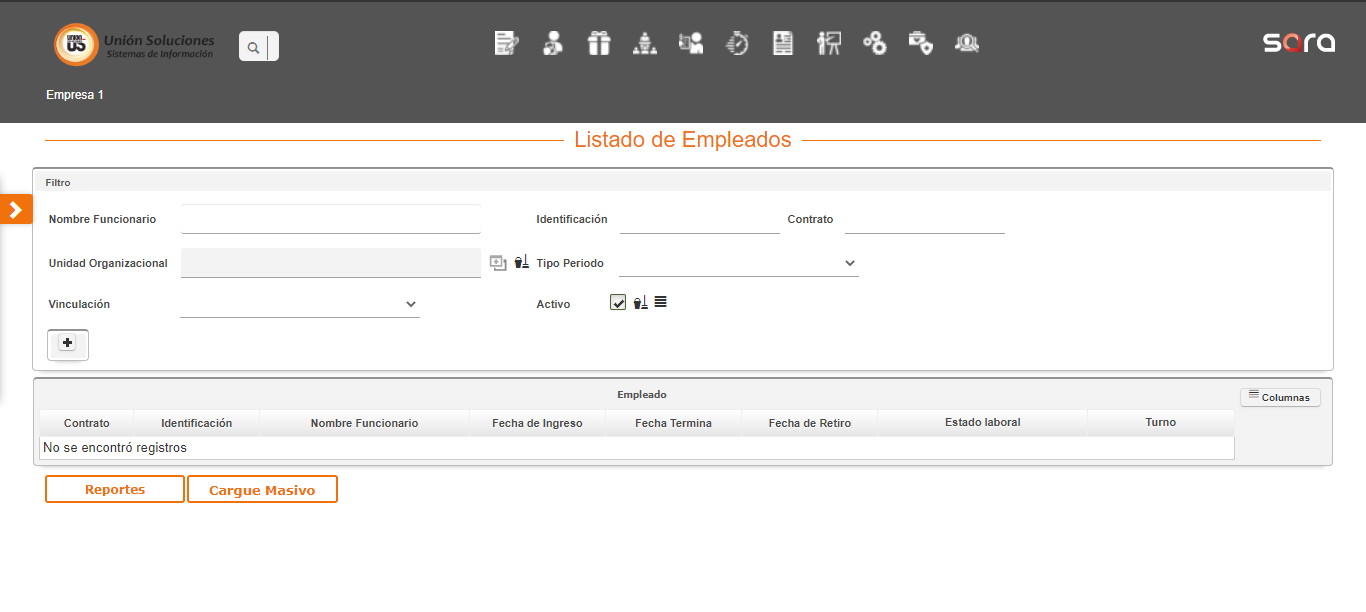 UNION
US
Unión Soluciones
Sistemas de Información
sara
Empresa 1
Listado de Empleados
Filtro
Nombre Funcionario
Identificación
Contrato
Unidad Organizacional
Tipo Periodo
Vinculación
Activo
Empleado
Columnas
Contrato
Identificación
Nombre Funcionario
Fecha de Ingreso
Fecha Termina
Fecha de Retiro
Estado laboral
Turno
No se encontró registros
Reportes
Cargue Masivo